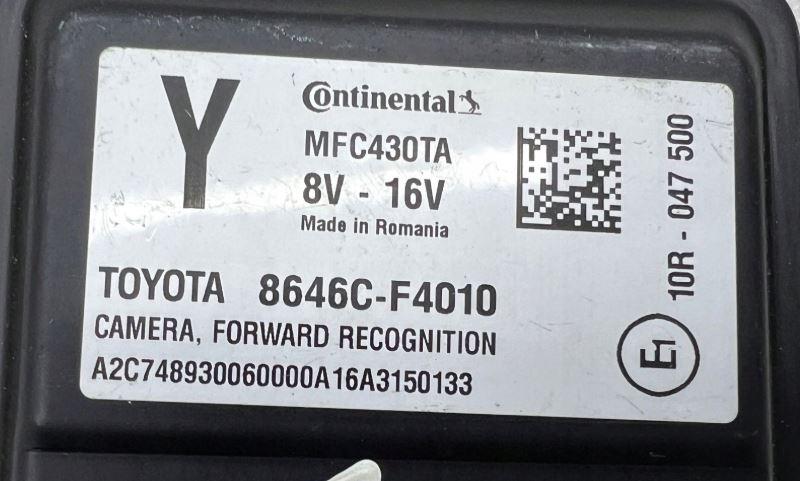 Y
Continental
MFC430TA
8V - 16V
Made in Romania
TOYOTA 8646C-F4010
CAMERA, FORWARD RECOGNITION
A2C748930060000A16A3150133
10R - 047 500
E1